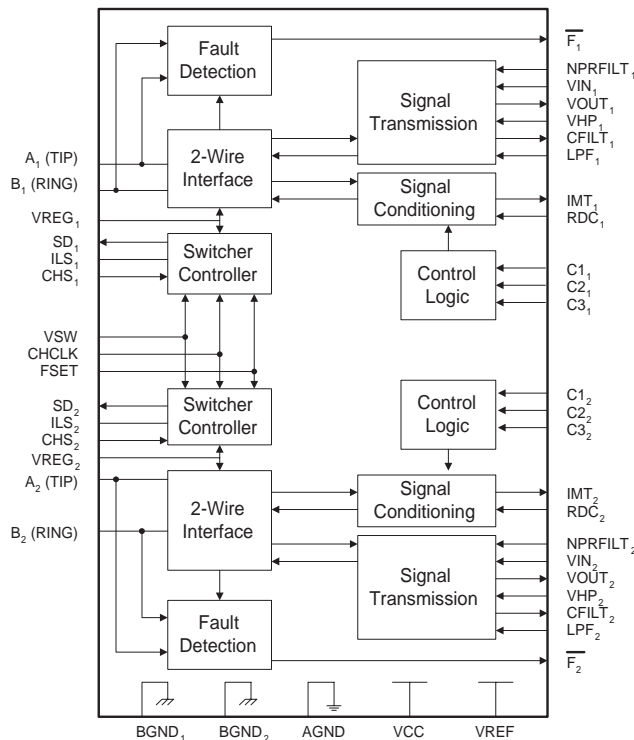 Fault
Detection
2-Wire
Interface
Switcher
Controller
Signal
Transmission
Signal
Conditioning
Control
Logic
A₁ (TIP)
B₁ (RING)
VREG₁
SD₁
ILS₁
CHS₁
VSW
CHCLK
FSET
SD₂
ILS₂
CHS₂
VREG₂
A₂ (TIP)
B₂ (RING)
F₁
NPRFILT₁
VIN₁
VOUT₁
VHP₁
CFILT₁
LPF₁
IMT₁
RDC₁
C1₁
C2₁
C3₁
C1₂
C2₂
C3₂
IMT₂
RDC₂
NPRFILT₂
VIN₂
VOUT₂
VHP₂
CFILT₂
LPF₂
F₂
Switcher
Controller
Control
Logic
2-Wire
Interface
Signal
Conditioning
Signal
Transmission
Fault
Detection
BGND₁
BGND₂
AGND
VCC
VREF